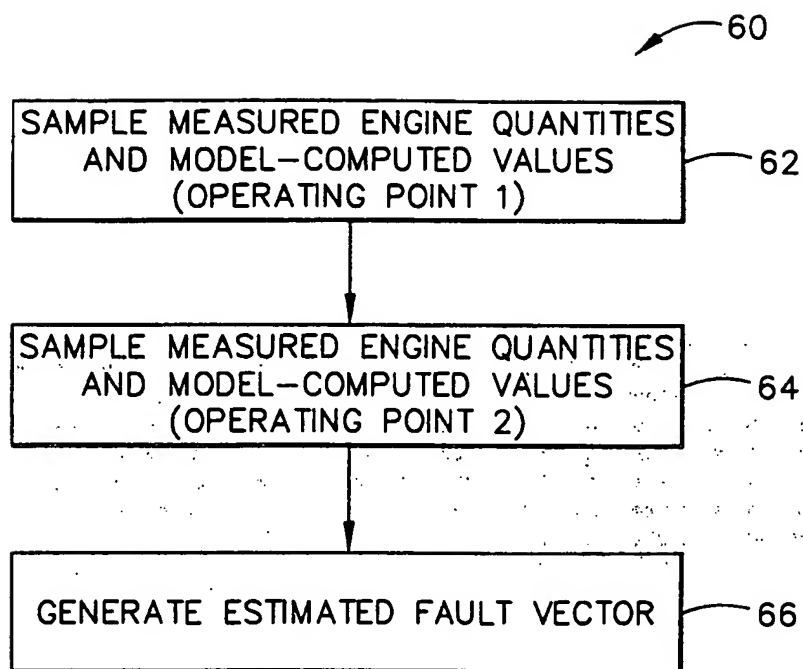 60
SAMPLE MEASURED ENGINE QUANTITIES
AND MODEL-COMPUTED VALUES
(OPERATING POINT 1)
62
SAMPLE MEASURED ENGINE QUANTITIES
AND MODEL-COMPUTED VALUES
(OPERATING POINT 2)
64
GENERATE ESTIMATED FAULT VECTOR
66